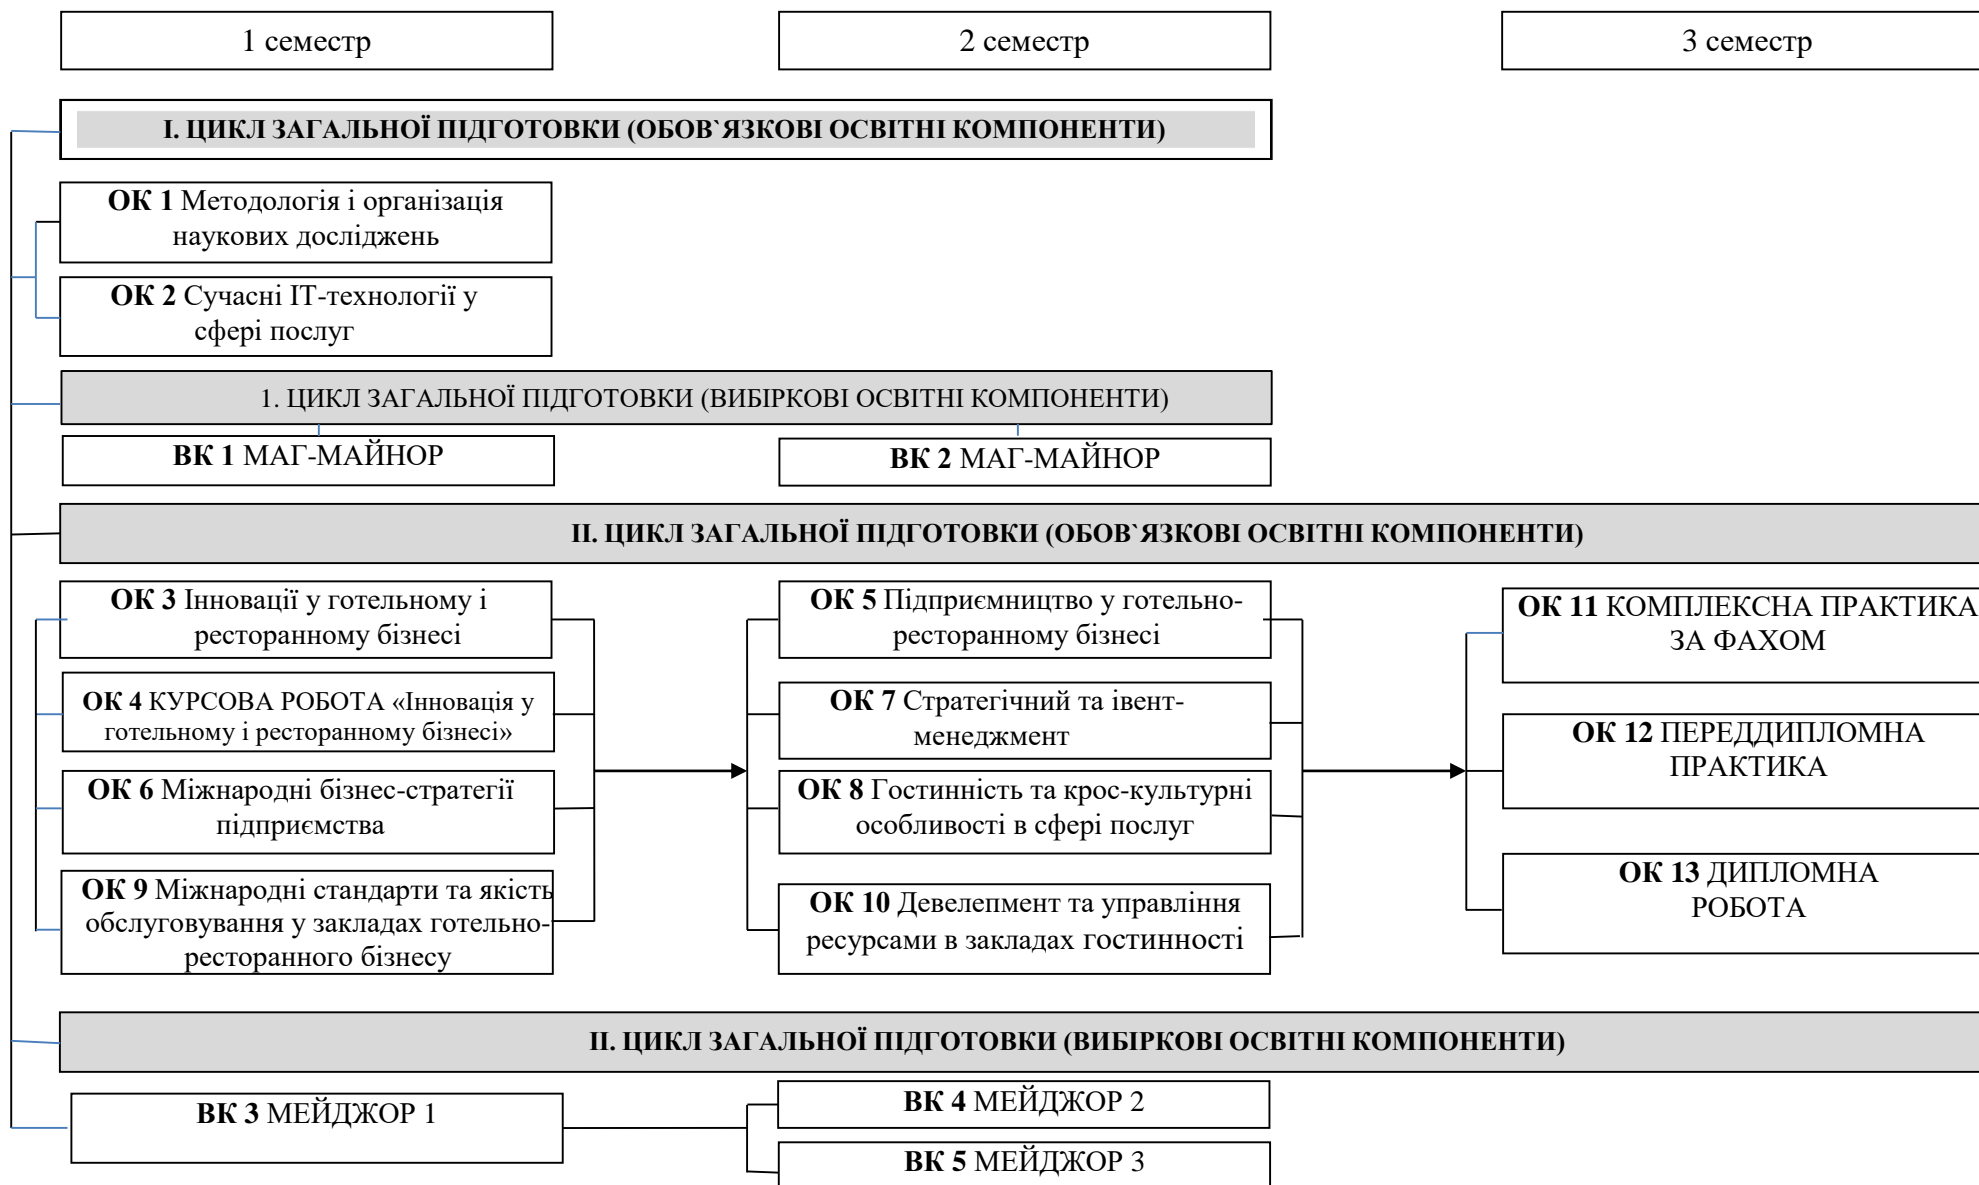 1 семестр
2 семестр
3 семестр
І. ЦИКЛ ЗАГАЛЬНОЇ ПІДГОТОВКИ (ОБОВ`ЯЗКОВІ ОСВІТНІ КОМПОНЕНТИ)
ОК 1 Методологія і організація
наукових досліджень
ОК 2 Сучасні ІТ-технології у
сфері послуг
1. ЦИКЛ ЗАГАЛЬНОЇ ПІДГОТОВКИ (ВИБІРКОВІ ОСВІТНІ КОМПОНЕНТИ)
ВК 1 МАГ-МАЙНОР
ВК 2 МАГ-МАЙНОР
ІІ. ЦИКЛ ЗАГАЛЬНОЇ ПІДГОТОВКИ (ОБОВ`ЯЗКОВІ ОСВІТНІ КОМПОНЕНТИ)
ОК 3 Інновації у готельному і
ресторанному бізнесі
ОК 4 КУРСОВА РОБОТА «Інновація у
готельному і ресторанному бізнесі»
ОК 6 Міжнародні бізнес-стратегії
підприємства
ОК 9 Міжнародні стандарти та якість
обслуговування у закладах готельно-
ресторанного бізнесу
ОК 5 Підприємництво у готельно-
ресторанному бізнесі
ОК 7 Стратегічний та івент-
менеджмент
ОК 8 Гостинність та крос-культурні
особливості в сфері послуг
ОК 10 Девелепмент та управління
ресурсами в закладах гостинності
ОК 11 КОМПЛЕКСНА ПРАКТИКА
ЗА ФАХОМ
ОК 12 ПЕРЕДДИПЛОМНА
ПРАКТИКА
ОК 13 ДИПЛОМНА
РОБОТА
ІІ. ЦИКЛ ЗАГАЛЬНОЇ ПІДГОТОВКИ (ВИБІРКОВІ ОСВІТНІ КОМПОНЕНТИ)
ВК 3 МЕЙДЖОР 1
ВК 4 МЕЙДЖОР 2
ВК 5 МЕЙДЖОР 3